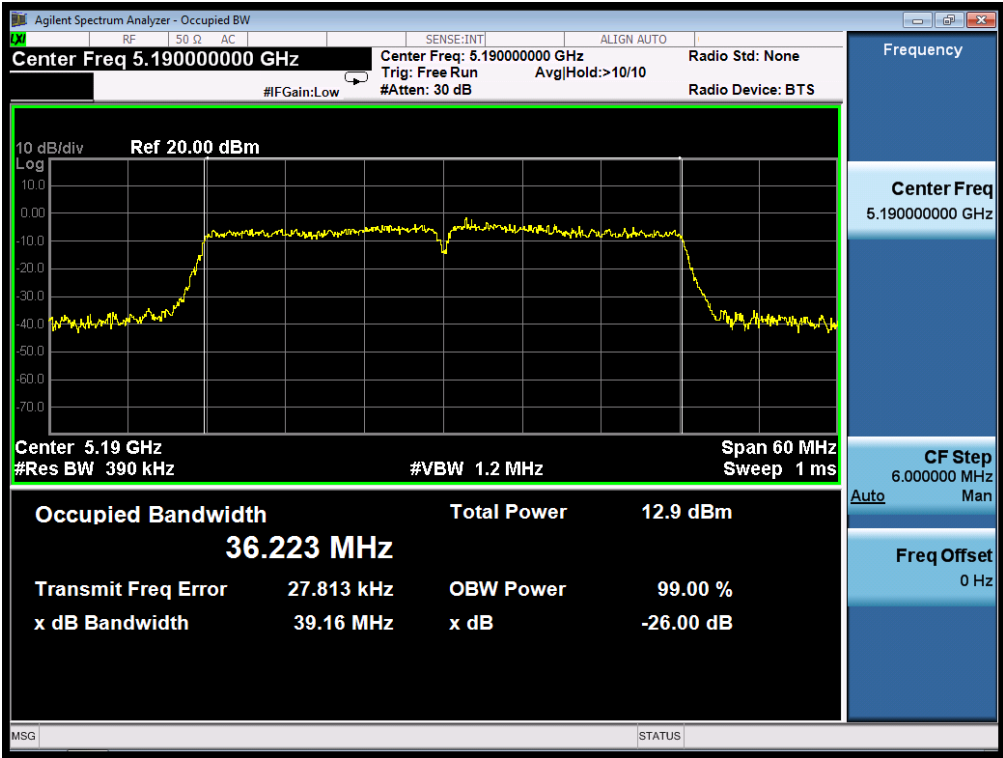 Agilent Spectrum Analyzer - Occupied BW
LXI RF 50 Ω AC SENSE:INT ALIGN AUTO
Center Freq 5.190000000 GHz
#IFGain:Low
Center Freq: 5.190000000 GHz
Trig: Free Run Avg|Hold:>10/10
#Atten: 30 dB
Radio Std: None
Radio Device: BTS
10 dB/div Ref 20.00 dBm
Log
10.0
0.00
-10.0
-20.0
-30.0
-40.0
-50.0
-60.0
-70.0
Center 5.19 GHz Span 60 MHz
#Res BW 390 kHz #VBW 1.2 MHz Sweep 1 ms
Occupied Bandwidth Total Power 12.9 dBm
36.223 MHz
Transmit Freq Error 27.813 kHz OBW Power 99.00 %
x dB Bandwidth 39.16 MHz x dB -26.00 dB
MSG STATUS
Frequency
Center Freq
5.190000000 GHz
CF Step
6.000000 MHz
Auto Man
Freq Offset
0 Hz